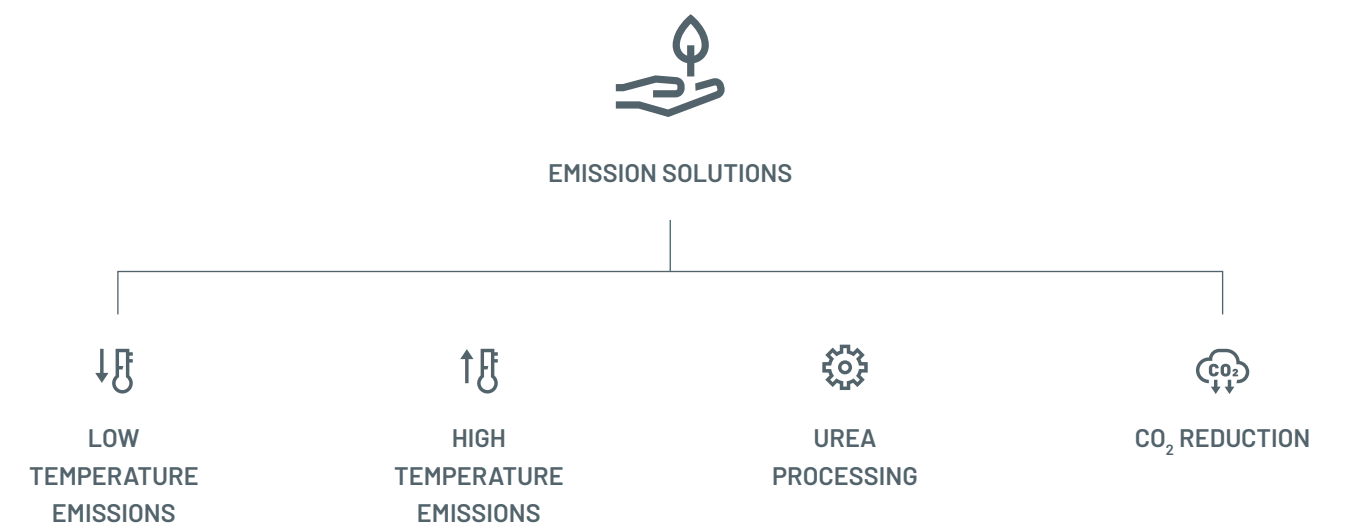 EMISSION SOLUTIONS
CO₂
LOW
TEMPERATURE
EMISSIONS
HIGH
TEMPERATURE
EMISSIONS
UREA
PROCESSING
CO₂ REDUCTION